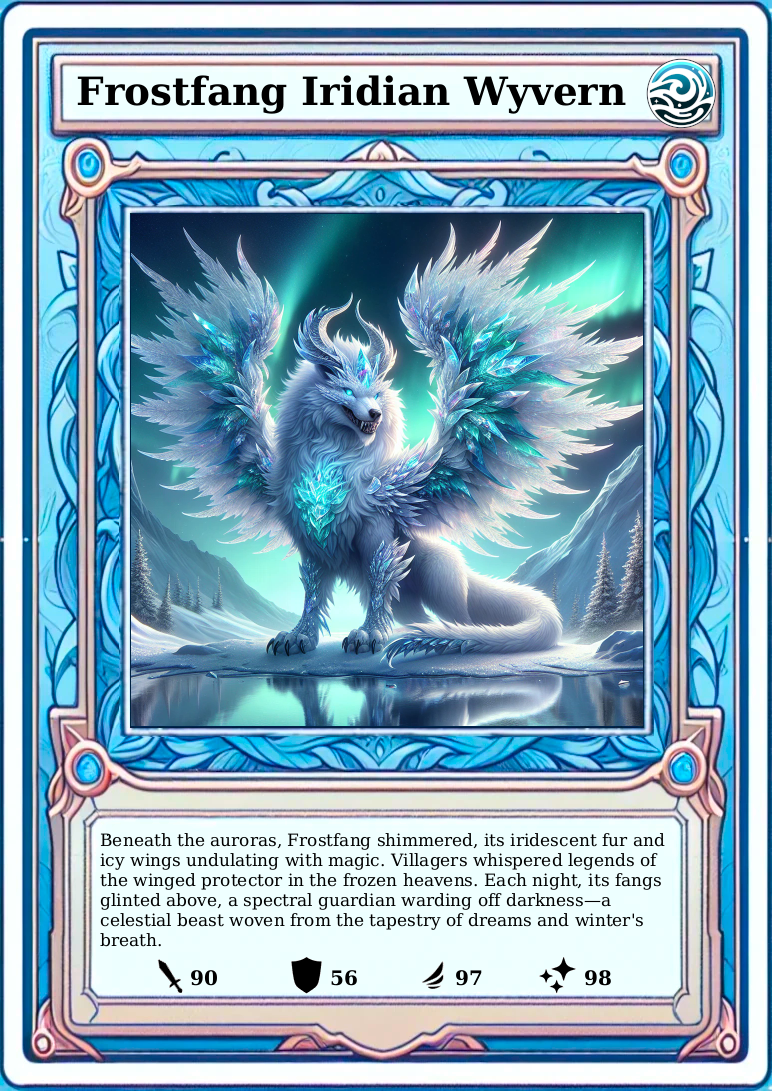 Frostfang Iridian Wyvern
Beneath the auroras, Frostfang shimmered, its iridescent fur and
icy wings undulating with magic. Villagers whispered legends of
the winged protector in the frozen heavens. Each night, its fangs
glinted above, a spectral guardian warding off darkness—a
celestial beast woven from the tapestry of dreams and winter's
breath.
90 56 97 98